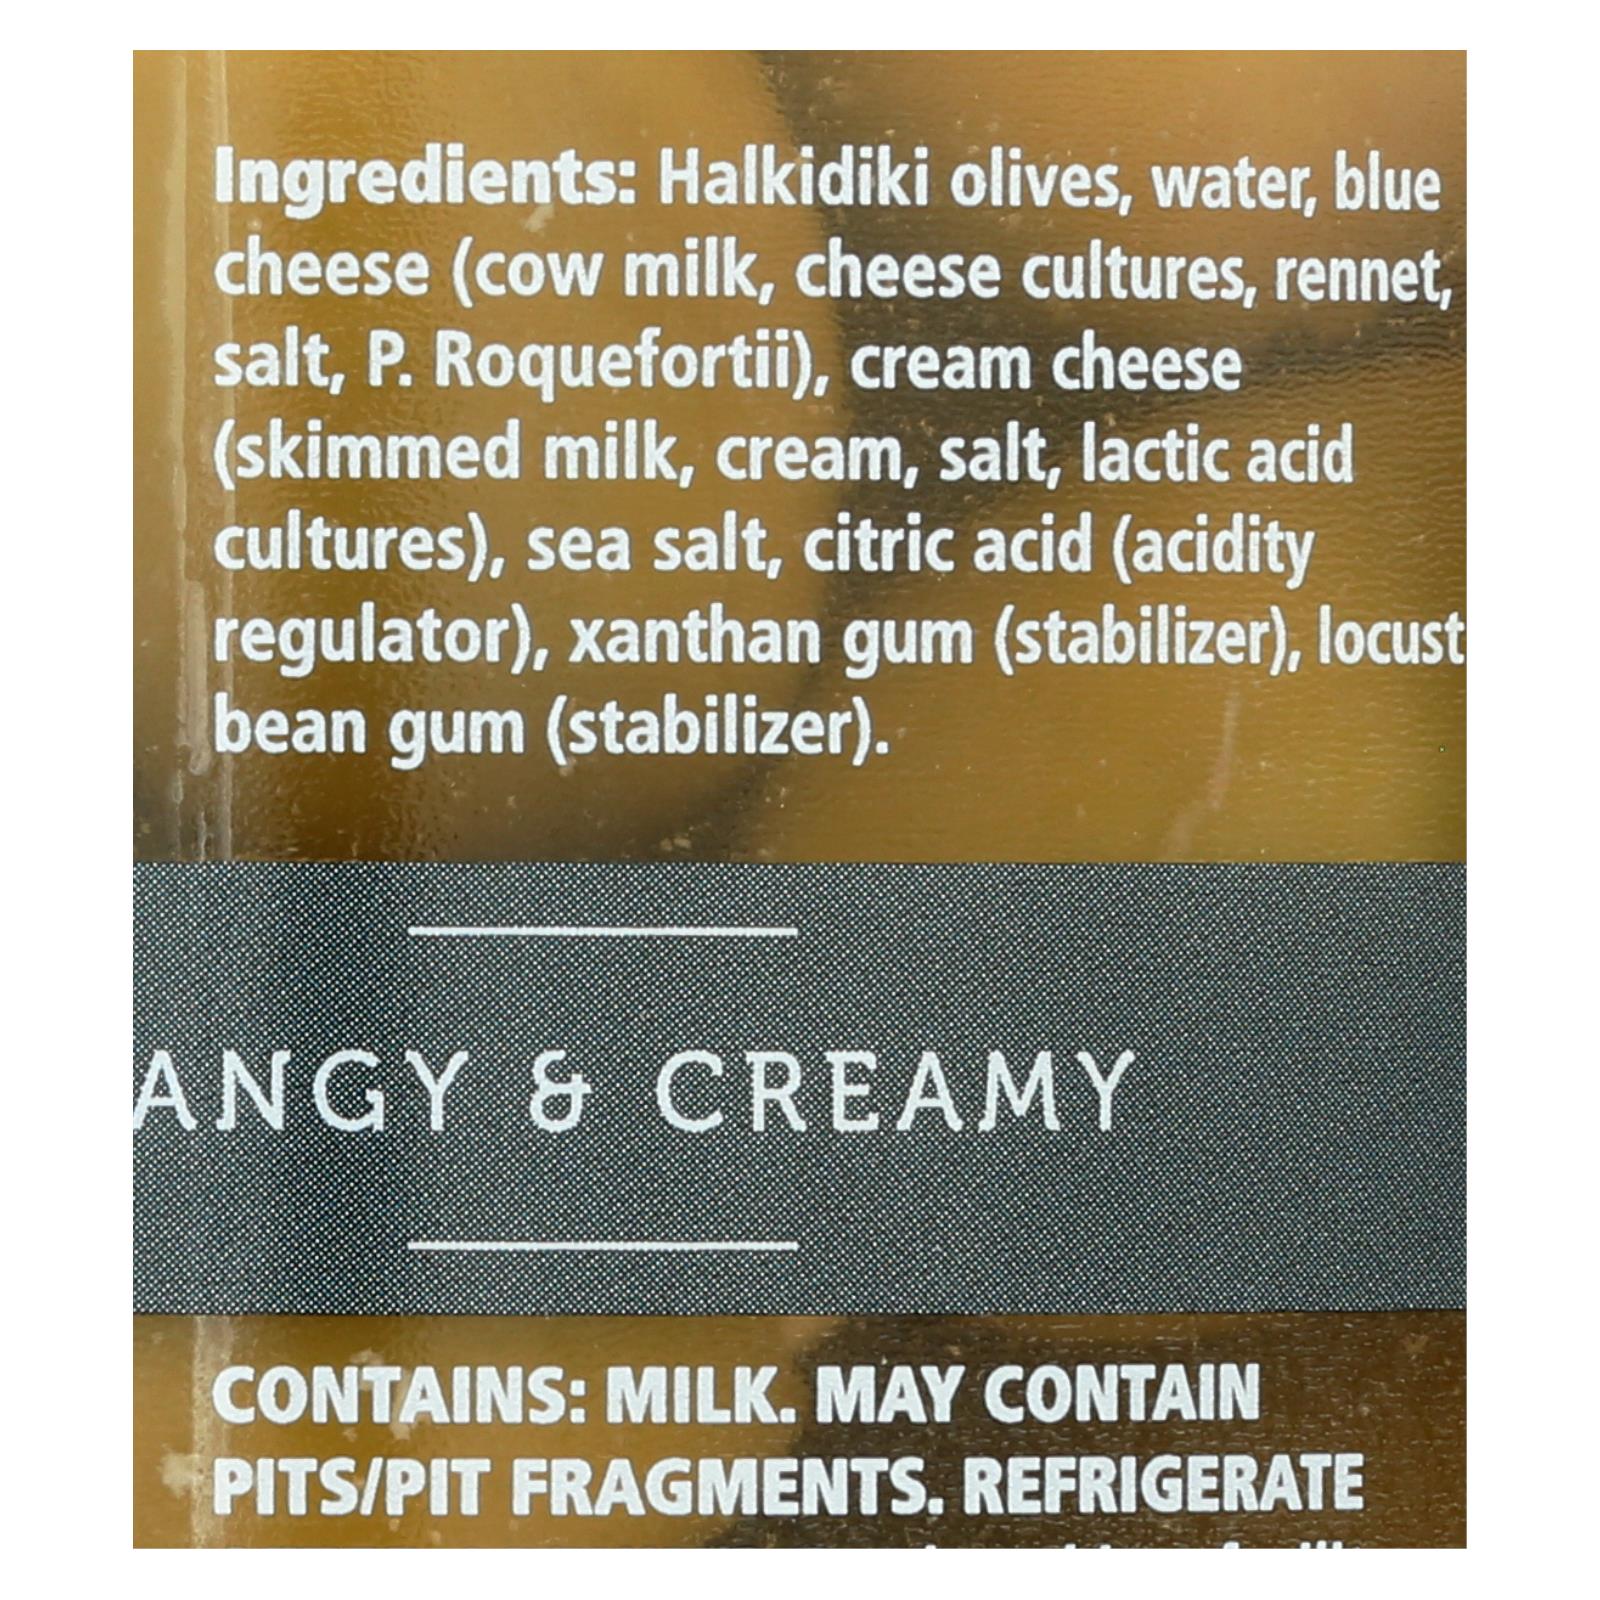 Ingredients: Halkidiki olives, water, blue
cheese (cow milk, cheese cultures, rennet,
salt, P. Roquefortii), cream cheese
(skimmed milk, cream, salt, lactic acid
cultures), sea salt, citric acid (acidity
regulator), xanthan gum (stabilizer), locust
bean gum (stabilizer).
ANGY & CREAMY
CONTAINS: MILK. MAY CONTAIN
PITS/PIT FRAGMENTS. REFRIGERATE